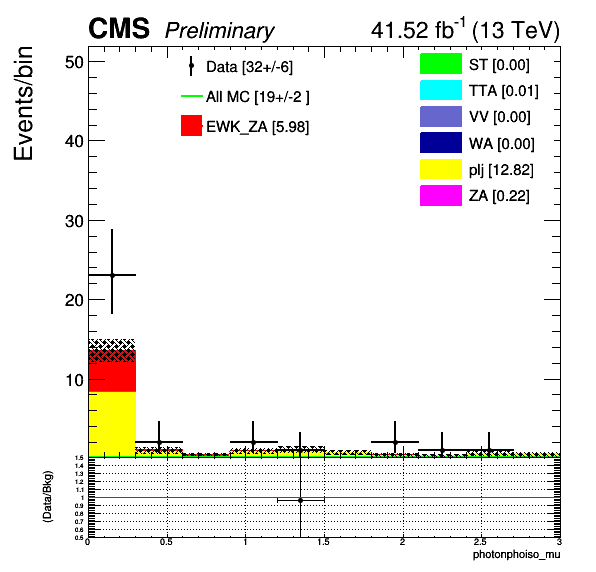 CMS Preliminary 41.52 fb-1 (13 TeV)
Events/bin
50
40
30
20
10
Data [32+/-6]
All MC [19+/-2 ]
EWK_ZA [5.98]
ST [0.00]
TTA [0.01]
VV [0.00]
WA [0.00]
plj [12.82]
ZA [0.22]
(Data/Bkg)
1.5
1.4
1.3
1.2
1.1
1
0.9
0.8
0.7
0.6
0.5
0 0.5 1 1.5 2 2.5 3
photonphoiso_mu